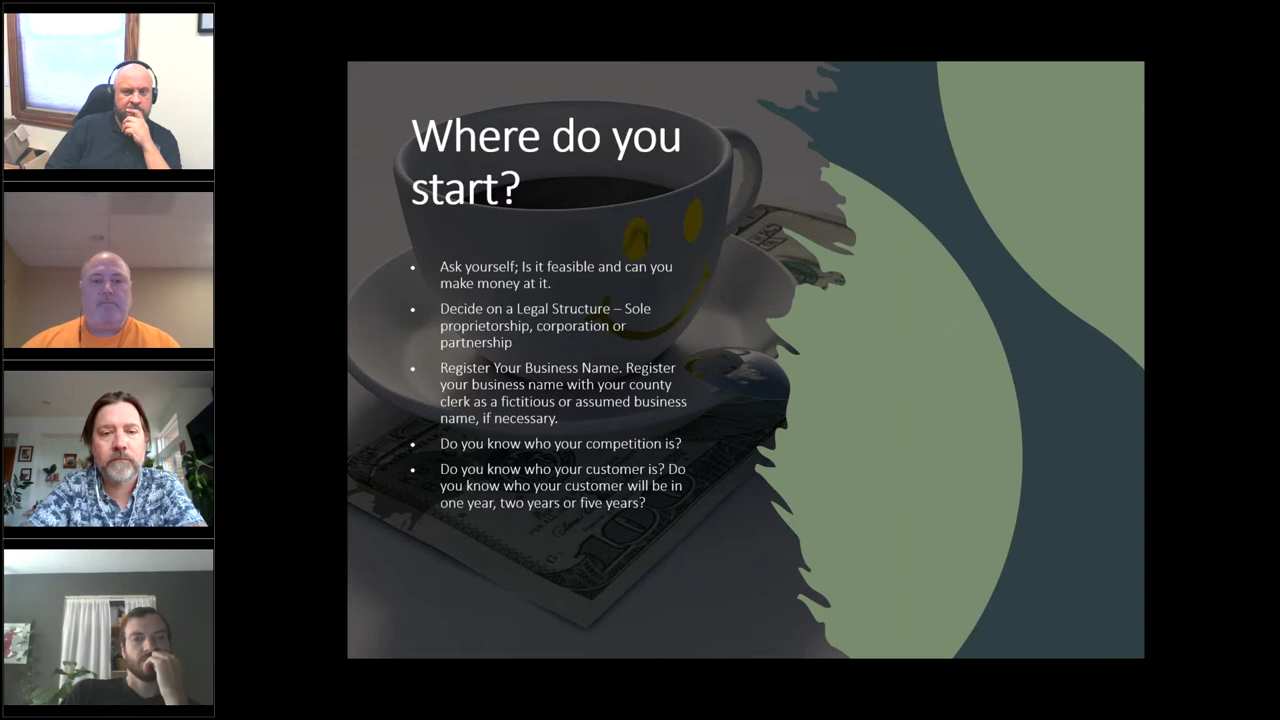 Where do you
start?
• Ask yourself; Is it feasible and can you
make money at it.
• Decide on a Legal Structure – Sole
proprietorship, corporation or
partnership
• Register Your Business Name. Register
your business name with your county
clerk as a fictitious or assumed business
name, if necessary.
• Do you know who your competition is?
• Do you know who your customer is? Do
you know who your customer will be in
one year, two years or five years?
100